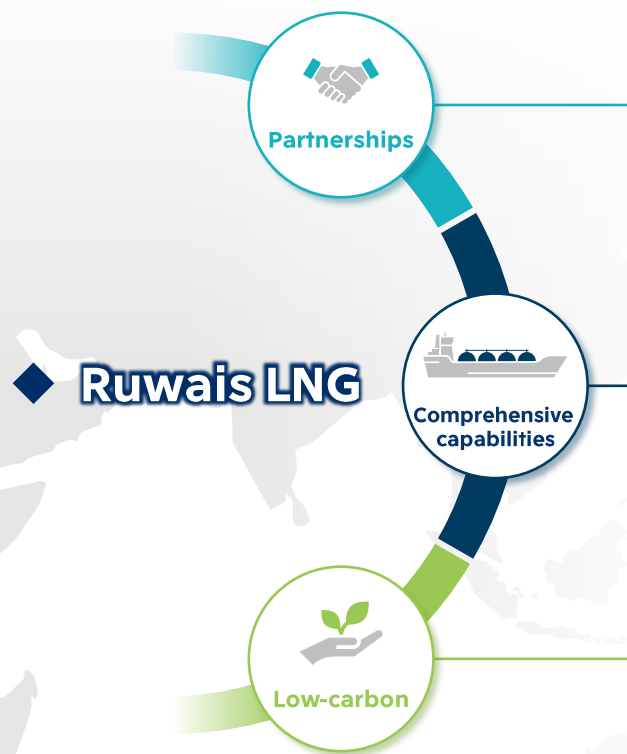 Partnerships
Ruwais LNG
Comprehensive
capabilities
Low-carbon